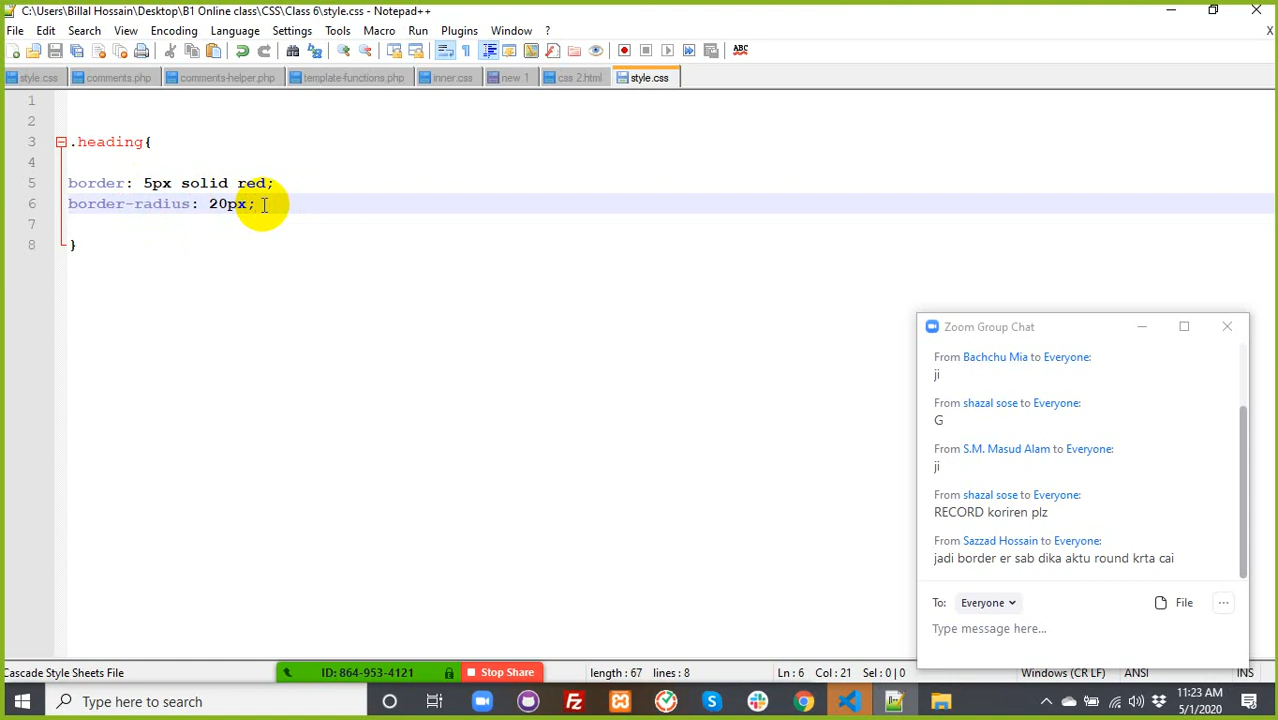 C:\Users\Billal Hossain\Desktop\B1 Online class\CSS\Class 6\style.css - Notepad++
File Edit Search View Encoding Language Settings Tools Macro Run Plugins Window ? X
style.css comments.php comments-helper.php template-functions.php inner.css new 1 css 2.html style.css
1
2
3 .heading{
4
5 border: 5px solid red;
6 border-radius: 20px;
7
8 }
Zoom Group Chat
From Bachchu Mia to Everyone:
ji
From shazal sose to Everyone:
G
From S.M. Masud Alam to Everyone:
ji
From shazal sose to Everyone:
RECORD koriren plz
From Sazzad Hossain to Everyone:
jadi border er sab dika aktu round krta cai
To: Everyone File ...
Type message here...
Cascade Style Sheets File ID: 864-953-4121 Stop Share length : 67 lines : 8 Ln : 6 Col : 21 Sel : 0 | 0 Windows (CR LF) ANSI INS
Type here to search
11:23 AM
5/1/2020